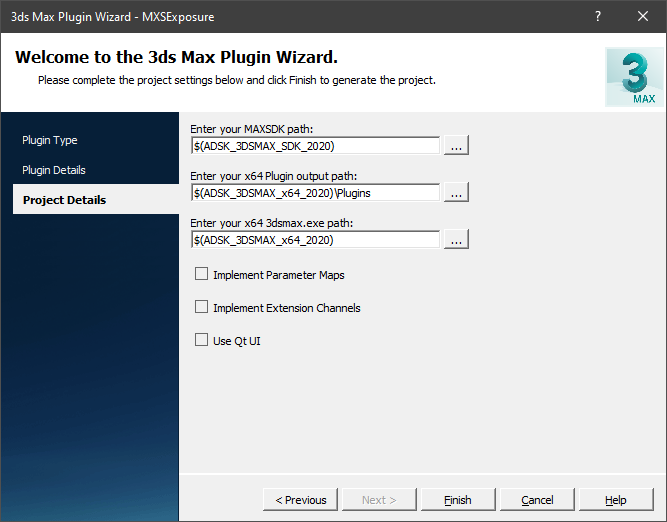 3ds Max Plugin Wizard - MXSExposure
?
Welcome to the 3ds Max Plugin Wizard.
Please complete the project settings below and click Finish to generate the project.
3
MAX
Plugin Type
Plugin Details
Project Details
Enter your MAXSDK path:
$(ADSK_3DSMAX_SDK_2020)
...
Enter your x64 Plugin output path:
$(ADSK_3DSMAX_x64_2020)\Plugins
...
Enter your x64 3dsmax.exe path:
$(ADSK_3DSMAX_x64_2020)
...
Implement Parameter Maps
Implement Extension Channels
Use Qt UI
< Previous
Next >
Finish
Cancel
Help